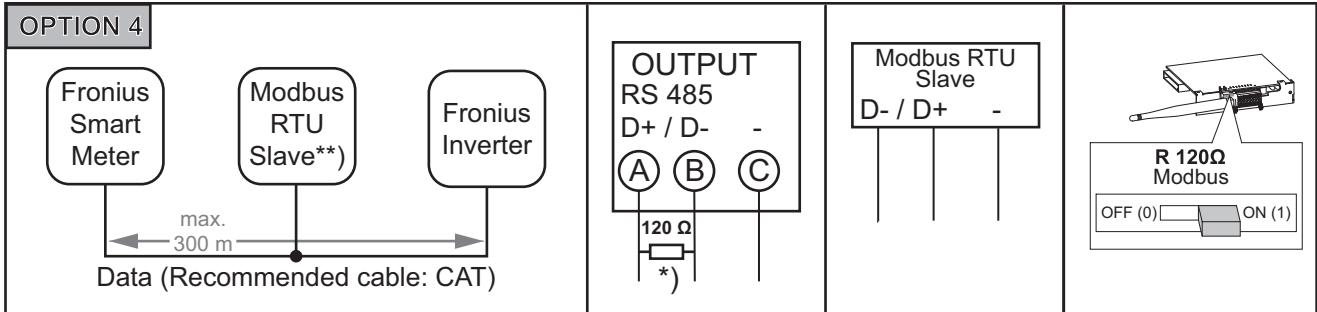 OPTION 4
Fronius
Smart
Meter
Modbus
RTU
Slave**)
Fronius
Inverter
max.
300 m
Data (Recommended cable: CAT)
OUTPUT
RS 485
D+ / D- -
A B C
120 Ω
*)
Modbus RTU
Slave
D- / D+ -
R 120Ω
Modbus
OFF (0) ON (1)